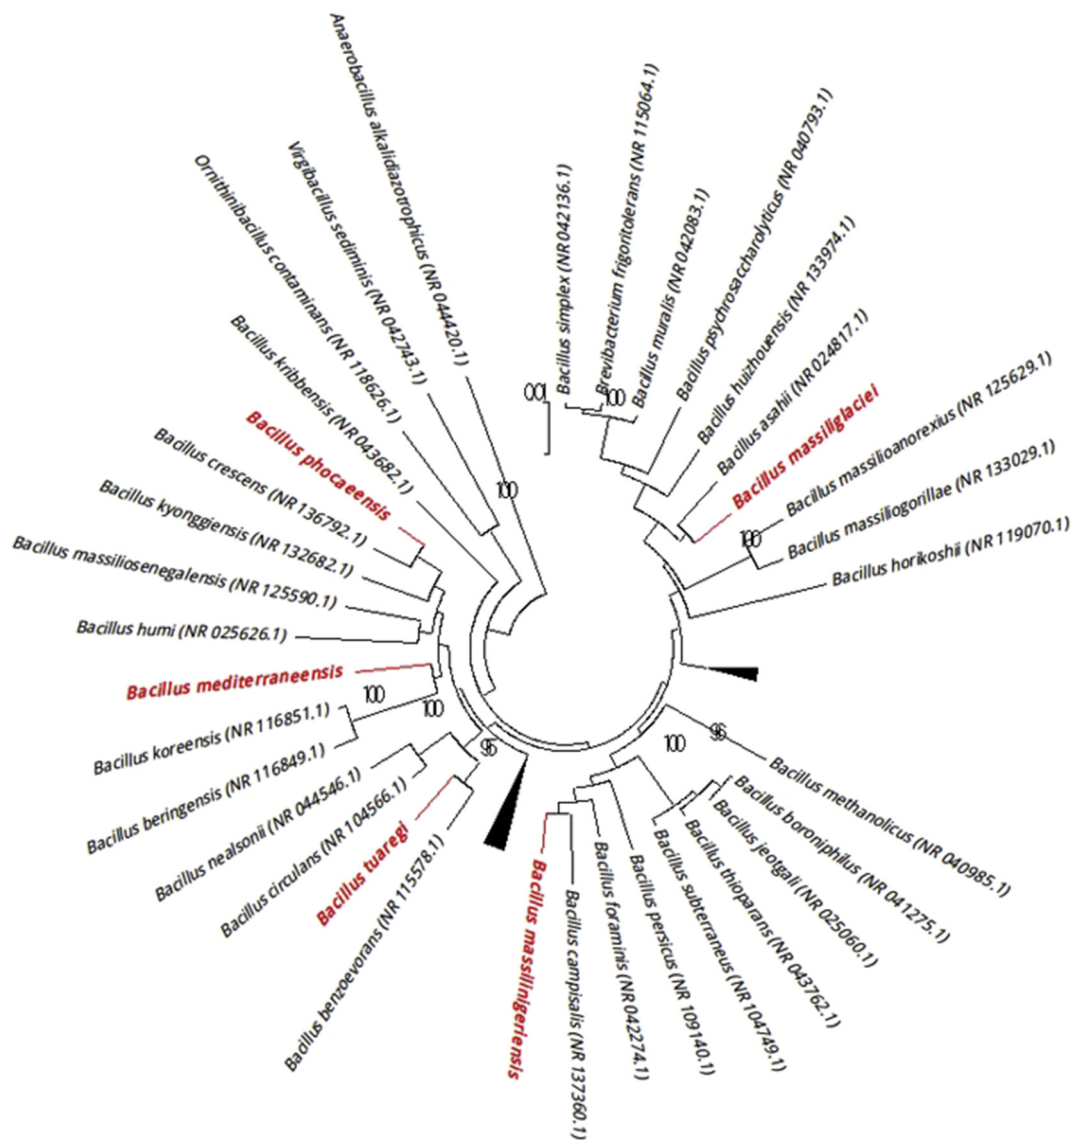 Anaerobacillus alkalidiazotrophicus (NR 044420.1)
Virgibacillus sediminis (NR 042743.1)
Ornithinibacillus contaminans (NR 118626.1)
Bacillus kribbensis (NR 043682.1)
Bacillus phocaeensis
Bacillus crescens (NR 136792.1)
Bacillus kyonggiensis (NR 132682.1)
Bacillus massiliosenegalensis (NR 125590.1)
Bacillus humi (NR 025626.1)
Bacillus mediterraneensis
Bacillus koreensis (NR 116851.1)
Bacillus beringensis (NR 116849.1)
Bacillus nealsonii (NR 044546.1)
Bacillus circulans (NR 104566.1)
Bacillus tuaregi
Bacillus benzoevorans (NR 115578.1)
Bacillus massilinigeriensis
Bacillus campisalis (NR 137360.1)
Bacillus foraminis (NR 042274.1)
Bacillus persicus (NR 109140.1)
Bacillus subterraneus (NR 104749.1)
Bacillus thioparans (NR 043762.1)
Bacillus jeotgali (NR 025060.1)
Bacillus boroniphilus (NR 041275.1)
Bacillus methanolicus (NR 040985.1)
Bacillus horikoshii (NR 119070.1)
Bacillus massiliogorillae (NR 133029.1)
Bacillus massilioanorexius (NR 125629.1)
Bacillus massiliglaciei
Bacillus asahii (NR 024817.1)
Bacillus huizhouensis (NR 133974.1)
Bacillus psychrosaccharolyticus (NR 040793.1)
Bacillus muralis (NR 042083.1)
Brevibacterium frigoritolerans (NR 115064.1)
Bacillus simplex (NR 042136.1)
100
100
100
100
100
95
100
96